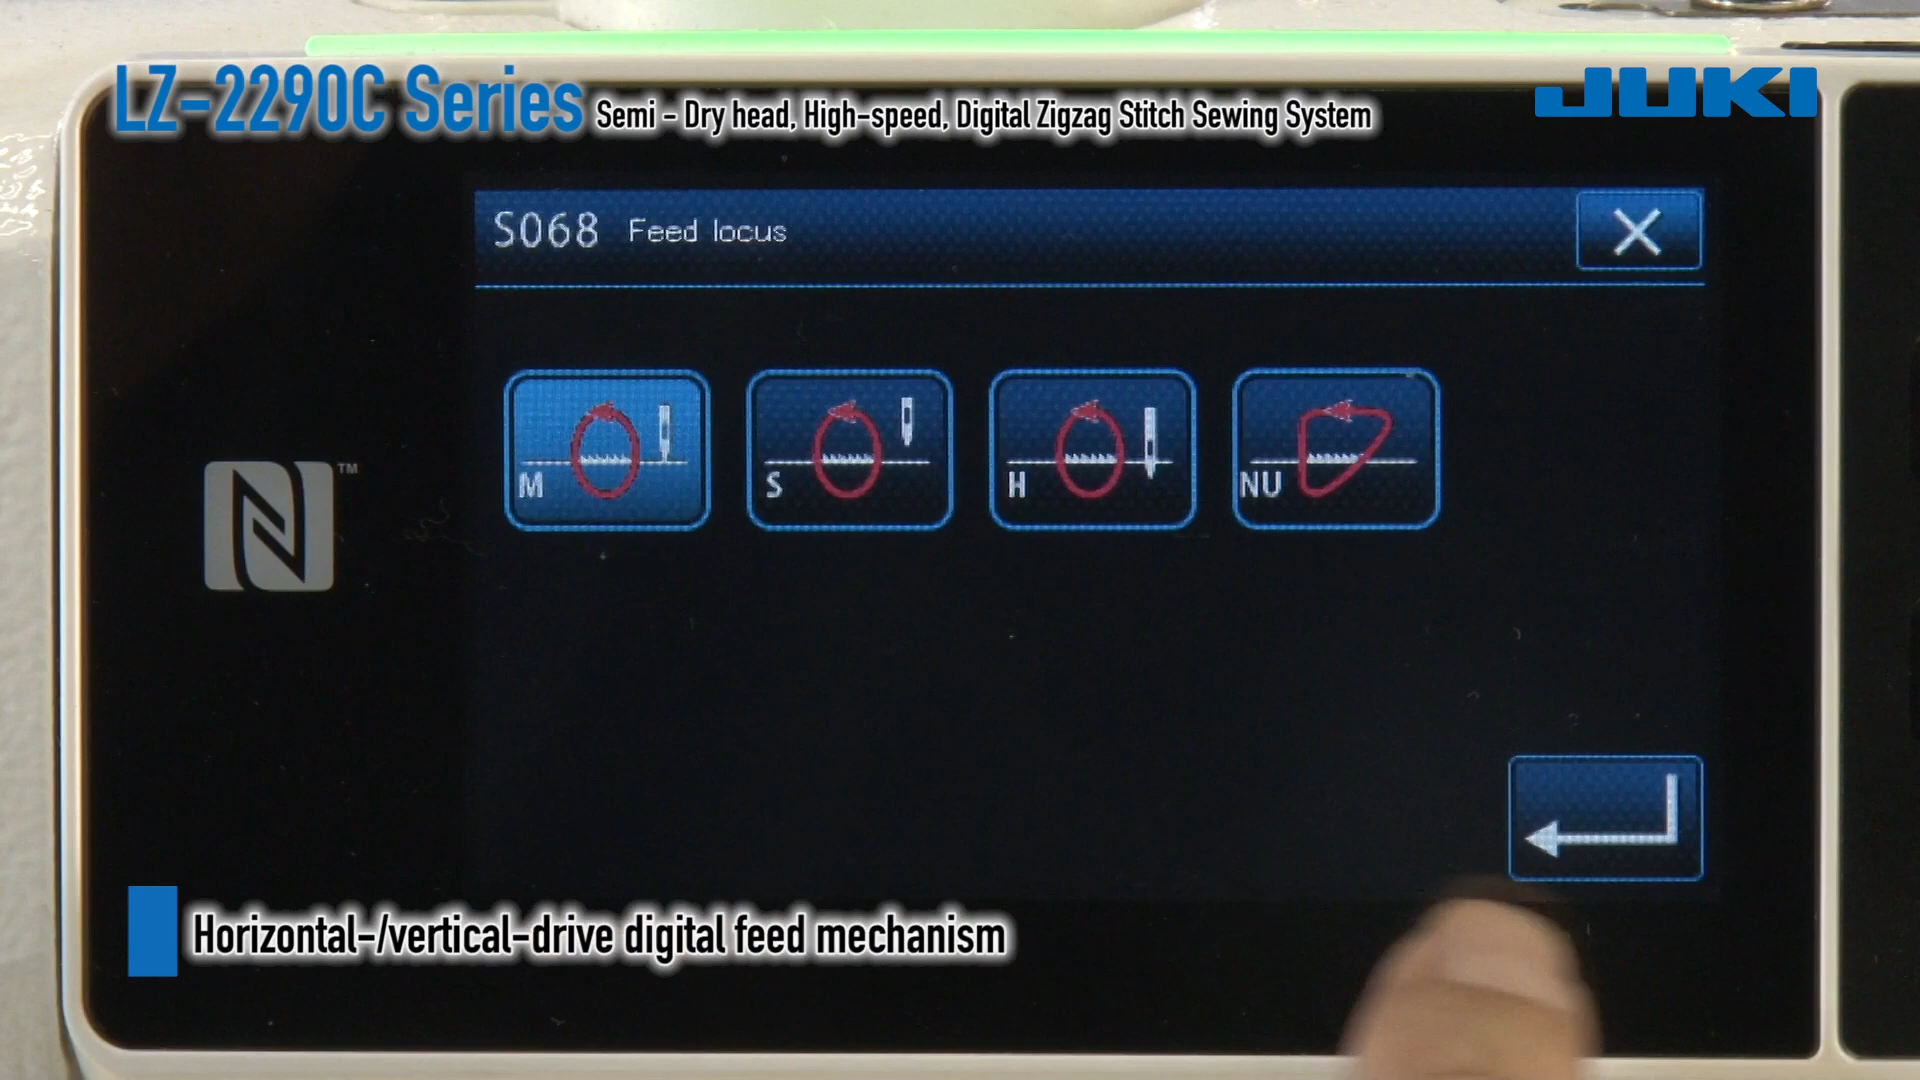 LZ-2290C Series Semi - Dry head, High-speed, Digital Zigzag Stitch Sewing System
JUKI
S068 Feed locus
M
S
H
NU
TM
Horizontal-/vertical-drive digital feed mechanism